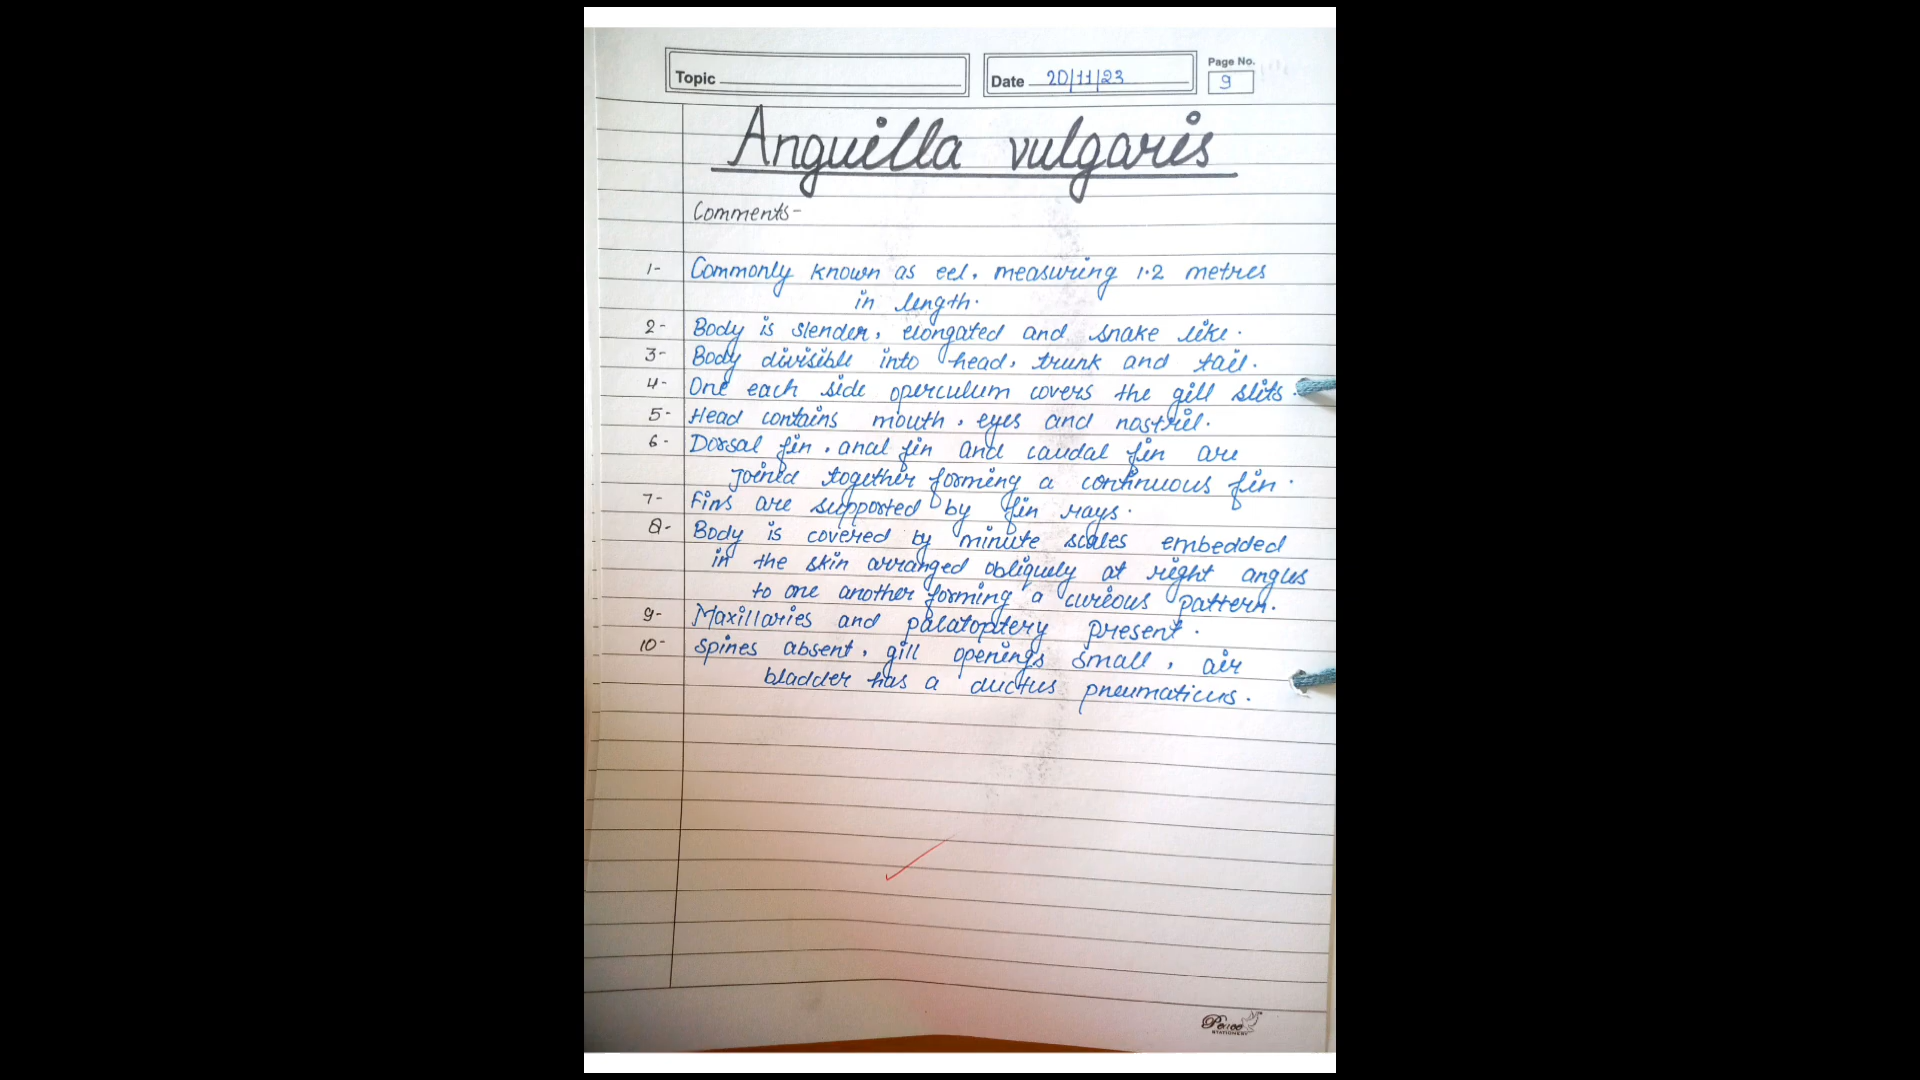 Topic
Date 20/11/23
Page No.
9
Anguilla vulgaris
Comments-
1- Commonly known as eel, measuring 1.2 metres
in length.
2- Body is slender, elongated and snake like.
3- Body divisible into head, trunk and tail.
4- One each side operculum covers the gill slits.
5- Head contains mouth, eyes and nostril.
6- Dorsal fin, anal fin and caudal fin are
joined together forming a continuous fin.
7- Fins are supported by fin rays.
8- Body is covered by minute scales embedded
in the skin arranged obliquely at right angles
to one another forming a curious pattern.
9- Maxillaries and palatoptery present.
10- Spines absent, gill openings small, air
bladder has a ductus pneumaticus.
Peace
STATIONERY